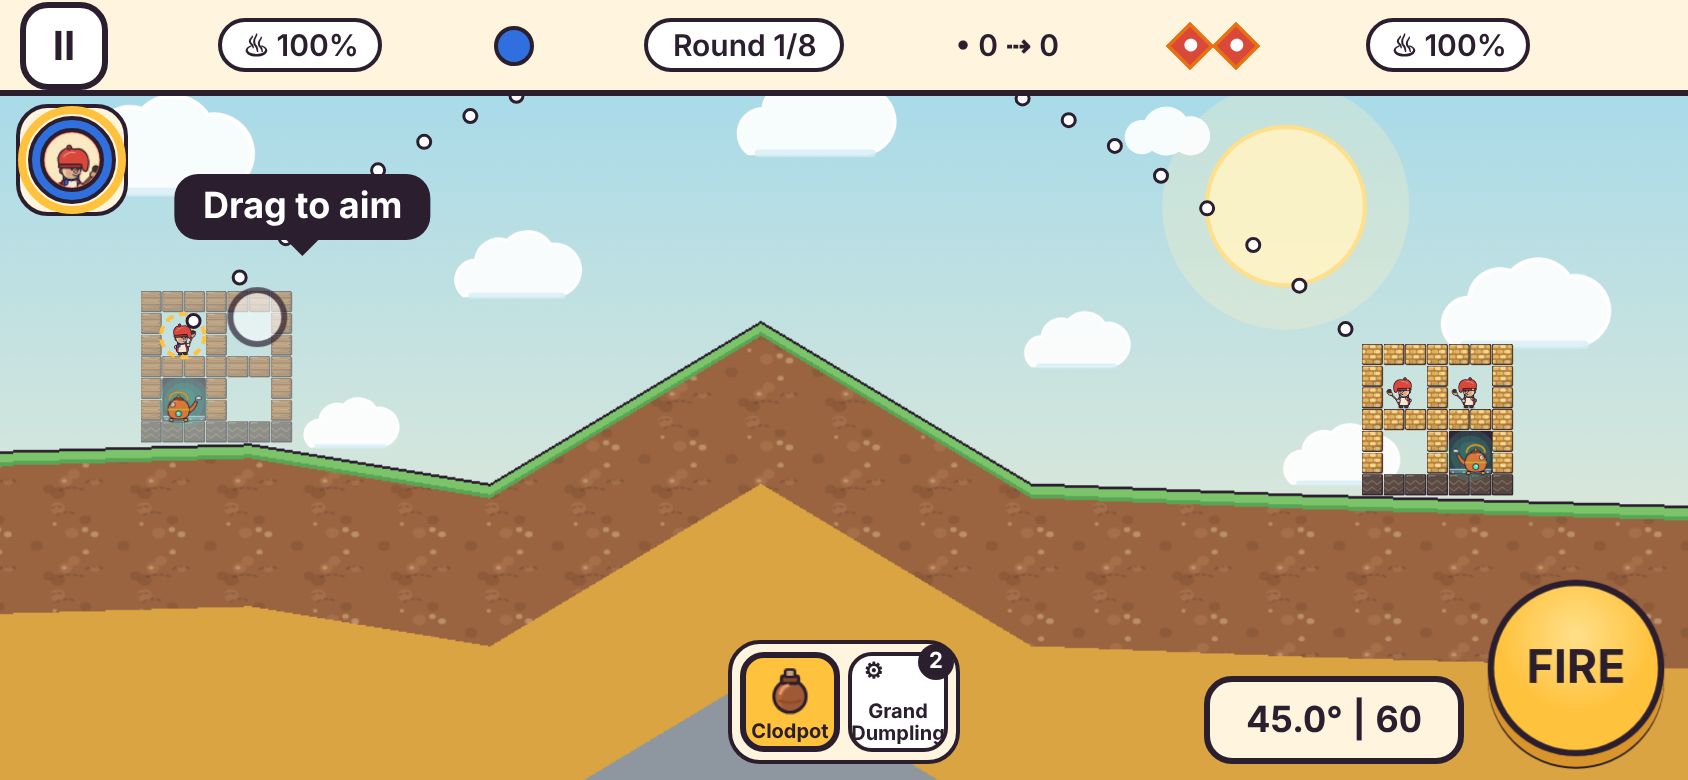 100%
Round 1/8
• 0 ⇢ 0
100%
Drag to aim
Clodpot
2
Grand
Dumpling
45.0° | 60
FIRE